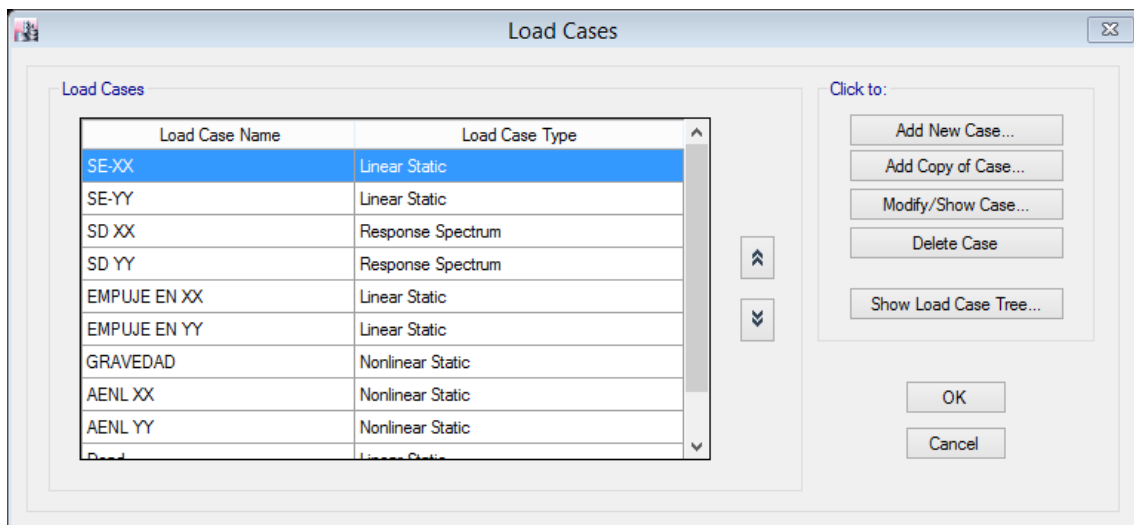 Load Cases
Load Cases
Load Case Name Load Case Type
SE-XX Linear Static
SE-YY Linear Static
SD XX Response Spectrum
SD YY Response Spectrum
EMPUJE EN XX Linear Static
EMPUJE EN YY Linear Static
GRAVEDAD Nonlinear Static
AENL XX Nonlinear Static
AENL YY Nonlinear Static
Dead Linear Static
Click to:
Add New Case...
Add Copy of Case...
Modify/Show Case...
Delete Case
Show Load Case Tree...
OK
Cancel